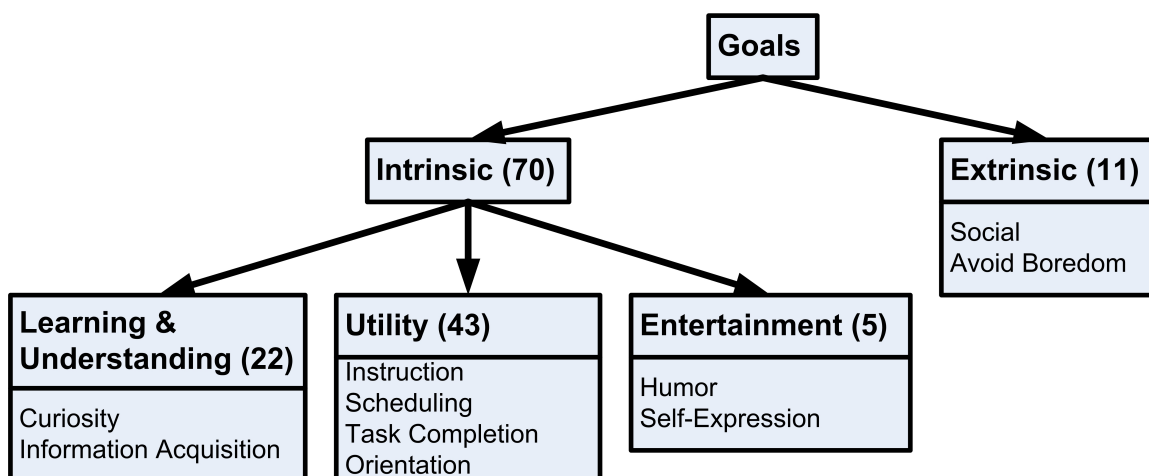 Goals
Intrinsic (70)
Extrinsic (11)
Social
Avoid Boredom
Learning &
Understanding (22)
Curiosity
Information Acquisition
Utility (43)
Instruction
Scheduling
Task Completion
Orientation
Entertainment (5)
Humor
Self-Expression